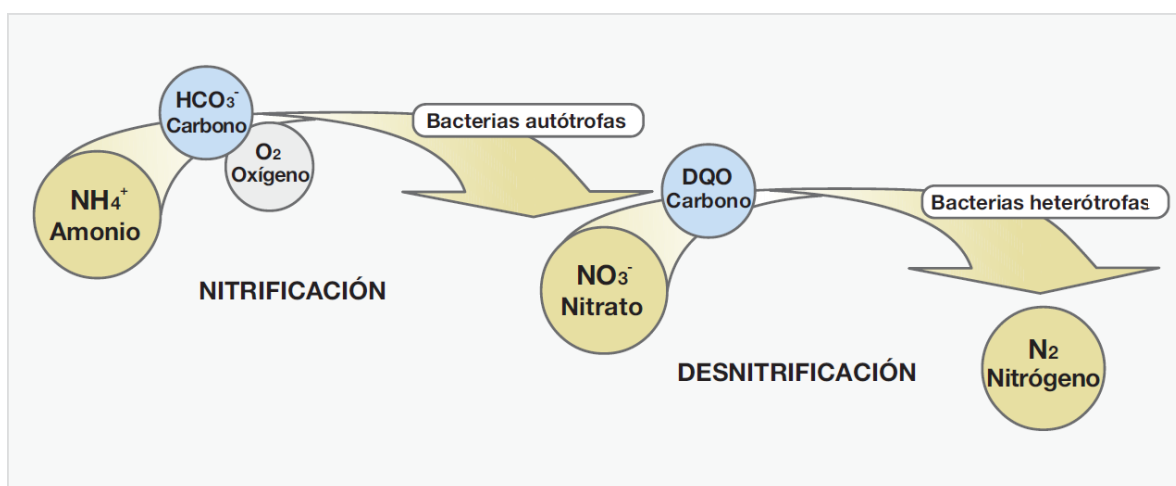 HCO₃⁻
Carbono
O₂
Oxígeno
Bacterias autótrofas
NH₄⁺
Amonio
NITRIFICACIÓN
DQO
Carbono
Bacterias heterótrofas
NO₃⁻
Nitrato
DESNITRIFICACIÓN
N₂
Nitrógeno